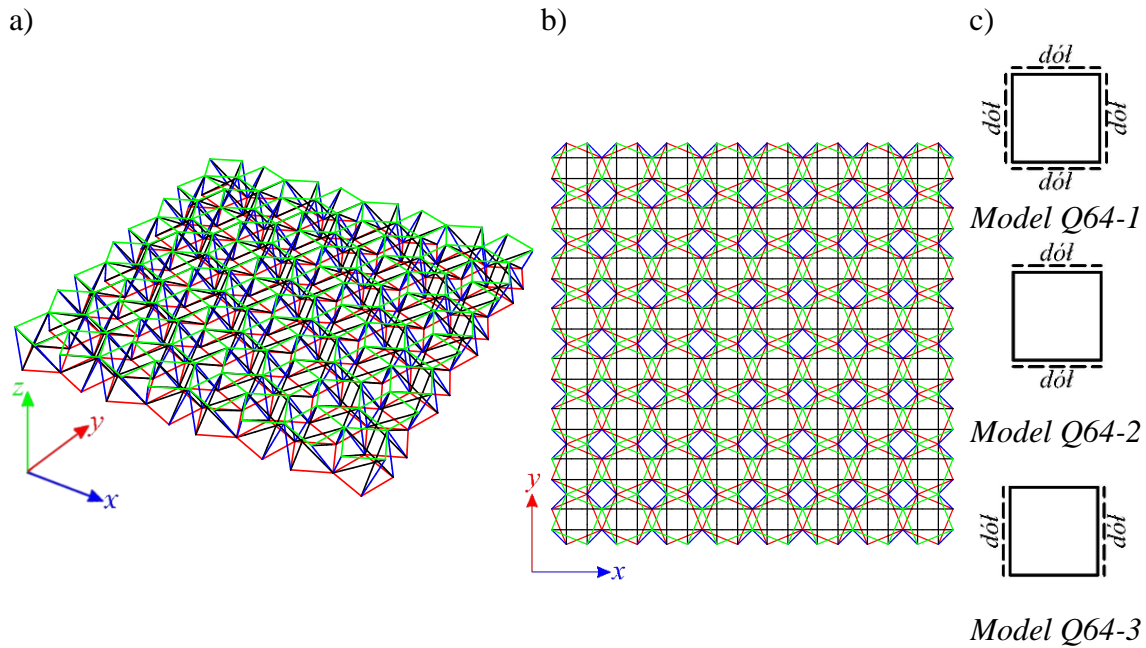 a)
b)
c)
z
y
x
y
x
dół
dół
dół
dół
Model Q64-1
dół
dół
Model Q64-2
dół
dół
Model Q64-3